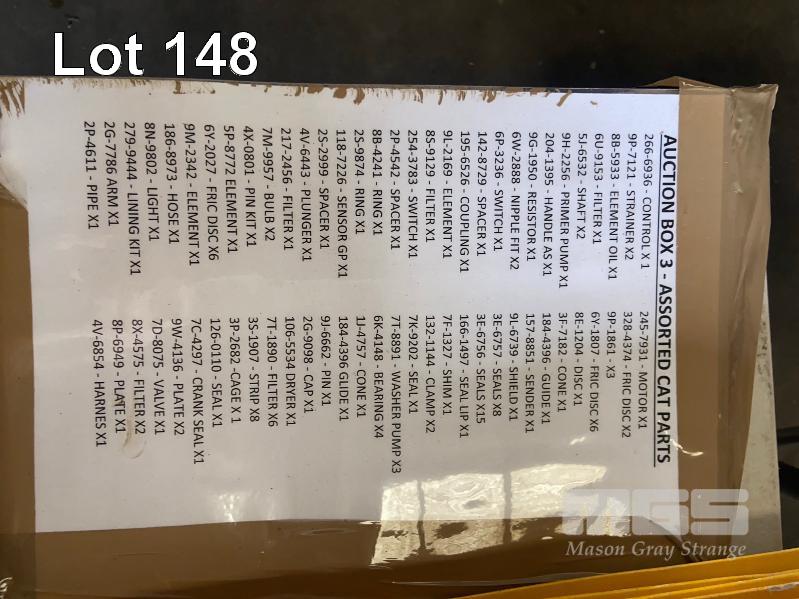 Lot 148
AUCTION BOX 3 - ASSORTED CAT PARTS
266-6936 - CONTROL X 1
9P-7121 - STRAINER X2
8B-5933 - ELEMENT OIL X1
6U-9153 - FILTER X1
5J-6532 - SHAFT X2
9H-2256 - PRIMER PUMP X1
204-1395 - HANDLE AS X1
9G-1950 - RESISTOR X1
6W-2888 - NIPPLE FIT X2
6P-3236 - SWITCH X1
142-8729 - SPACER X1
195-6526 - COUPLING X1
9L-2169 - ELEMENT X1
8S-9129 - FILTER X1
254-3783 - SWITCH X1
2P-4542 - SPACER X1
8B-4241 - RING X1
2S-9874 - RING X1
118-7226 - SENSOR GP X1
2S-2999 - SPACER X1
4V-6443 - PLUNGER X1
217-2456 - FILTER X1
7M-9957 - BULB X2
4X-0801 - PIN KIT X1
5P-8772 ELEMENT X1
6Y-2027 - FRIC DISC X6
9M-2342 - ELEMENT X1
186-8973 - HOSE X1
8N-9802 - LIGHT X1
279-9444 - LINING KIT X1
2G-7786 ARM X1
2P-4611 - PIPE X1
245-7931 - MOTOR X1
328-4374 - FRIC DISC X2
9P-1861 - X3
6Y-1807 - FRIC DISC X6
8E-1204 - DISC X1
3F-7182 - CONE X1
184-4396 - GUIDE X1
157-8851 - SENDER X1
9L-6739 - SHIELD X1
3E-6757 - SEALS X8
3E-6756 - SEALS X15
166-1497 - SEAL LIP X1
7F-1327 - SHIM X1
132-1144 - CLAMP X2
7K-9202 - SEAL X1
7T-8891 - WASHER PUMP X3
6K-4148 - BEARING X4
1J-4757 - CONE X1
184-4396 GLIDE X1
9J-6662 - PIN X1
2G-9098 - CAP X1
106-5534 DRYER X1
7T-1890 - FILTER X6
3S-1907 - STRIP X8
3P-2682 -CAGE X 1
126-0110 - SEAL X1
7C-4297 - CRANK SEAL X1
9W-4136 - PLATE X2
7D-8075 - VALVE X1
8X-4575 - FILTER X2
8P-6949 - PLATE X1
4V-6854 - HARNES X1
MGS
Mason Gray Strange